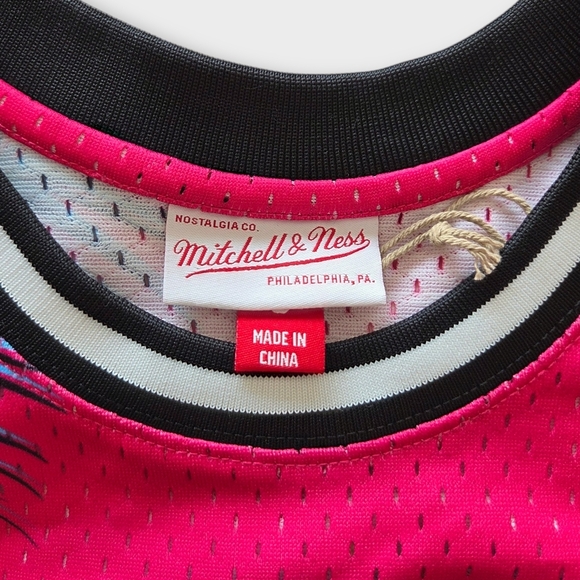 NOSTALGIA CO.
Mitchell & Ness
PHILADELPHIA, PA.
MADE IN
CHINA